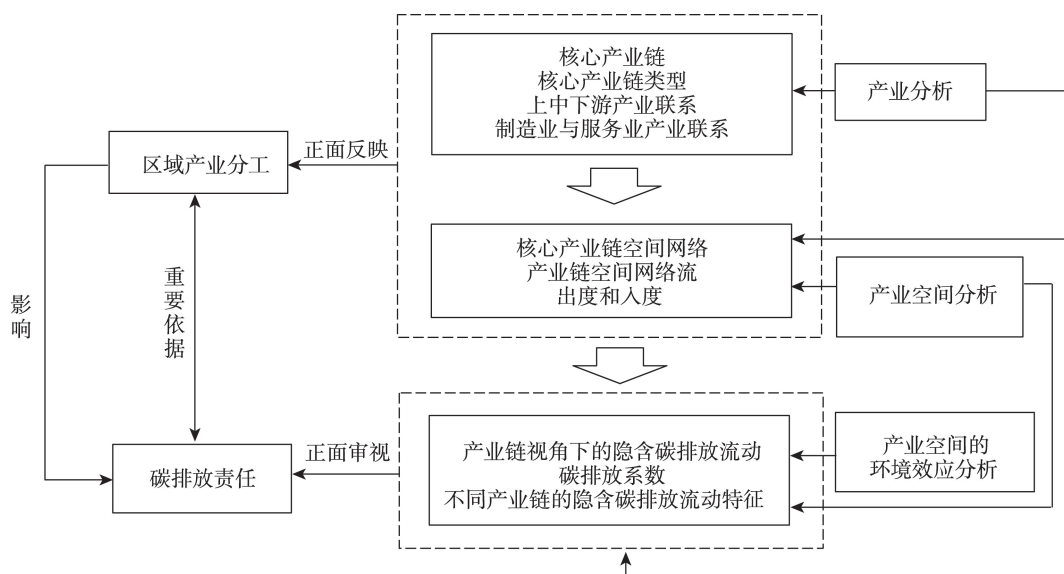 核心产业链
核心产业链类型
上中下游产业联系
制造业与服务业产业联系
产业分析
区域产业分工
正面反映
核心产业链空间网络
产业链空间网络流
出度和入度
产业空间分析
影响
重要依据
碳排放责任
正面审视
产业链视角下的隐含碳排放流动
碳排放系数
不同产业链的隐含碳排放流动特征
产业空间的
环境效应分析